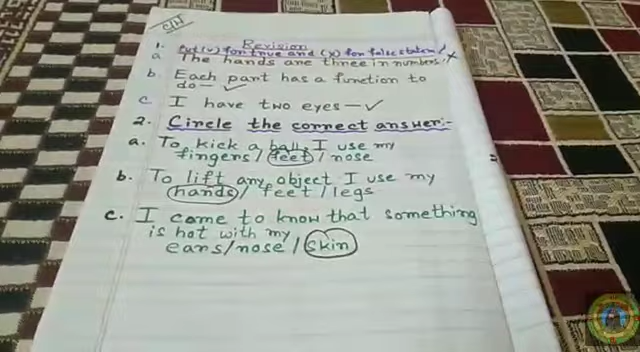 C/W
Revision
1. Put (✓) for true and (x) for false statem
a. The hands are three in numbers. x
b. Each part has a function to
do— ✓
c. I have two eyes— ✓
2. Circle the correct answer:-
a. To kick a ball, I use my
fingers/feet/nose
b. To lift any object I use my
hands/feet/legs
c. I come to know that something
is hot with my
ears/nose/skin